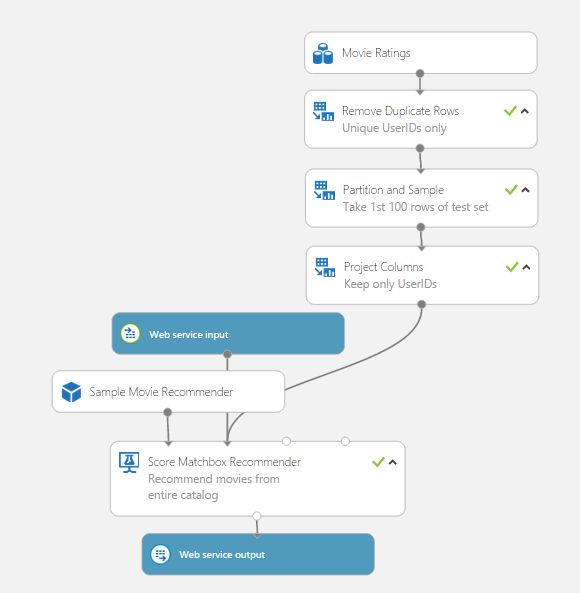 Movie Ratings
Remove Duplicate Rows
Unique UserIDs only
Partition and Sample
Take 1st 100 rows of test set
Project Columns
Keep only UserIDs
Web service input
Sample Movie Recommender
Score Matchbox Recommender
Recommend movies from
entire catalog
Web service output